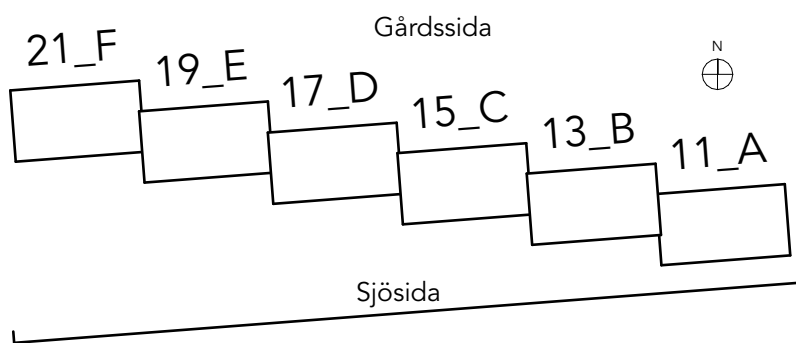 Gårdssida
N
21_F
19_E
17_D
15_C
13_B
11_A
Sjösida